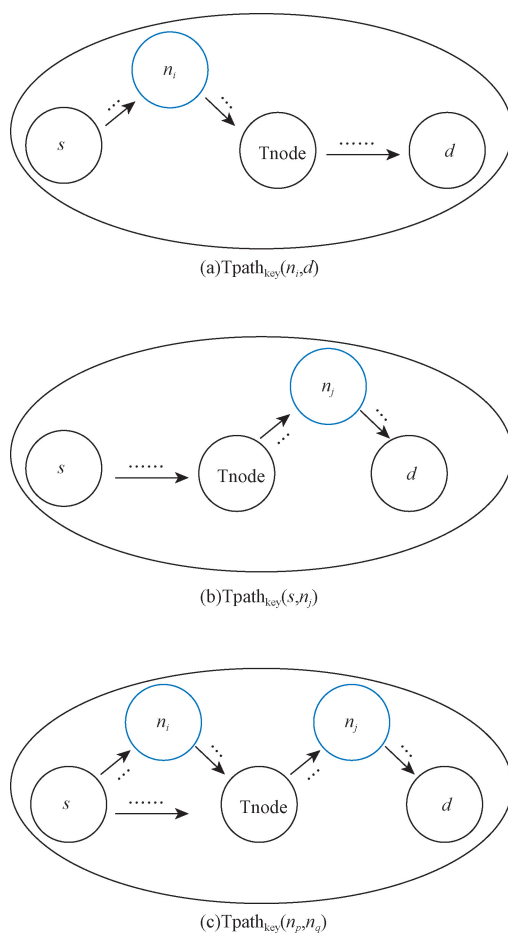 n_i
s
Tnode
d
......
...
...
(a)Tpath_key(n_i,d)
n_j
s
Tnode
d
......
...
...
(b)Tpath_key(s,n_j)
n_i
n_j
s
Tnode
d
......
...
...
...
...
(c)Tpath_key(n_p,n_q)